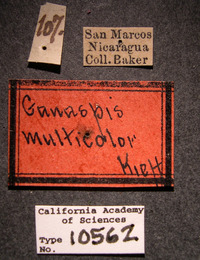 107.
San Marcos
Nicaragua
Coll. Baker
Ganaspis
multicolor
Kieff
California Academy
of Sciences
Type
No. 10562